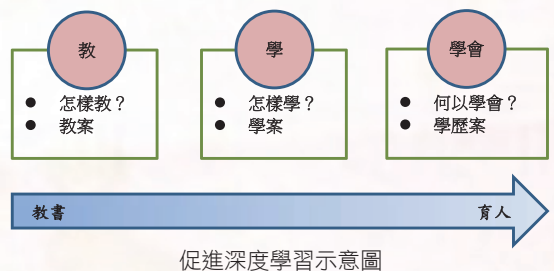 教
學
學會
● 怎樣教？
● 教案
● 怎樣學？
● 學案
● 何以學會？
● 學歷案
教書
育人
促進深度學習示意圖